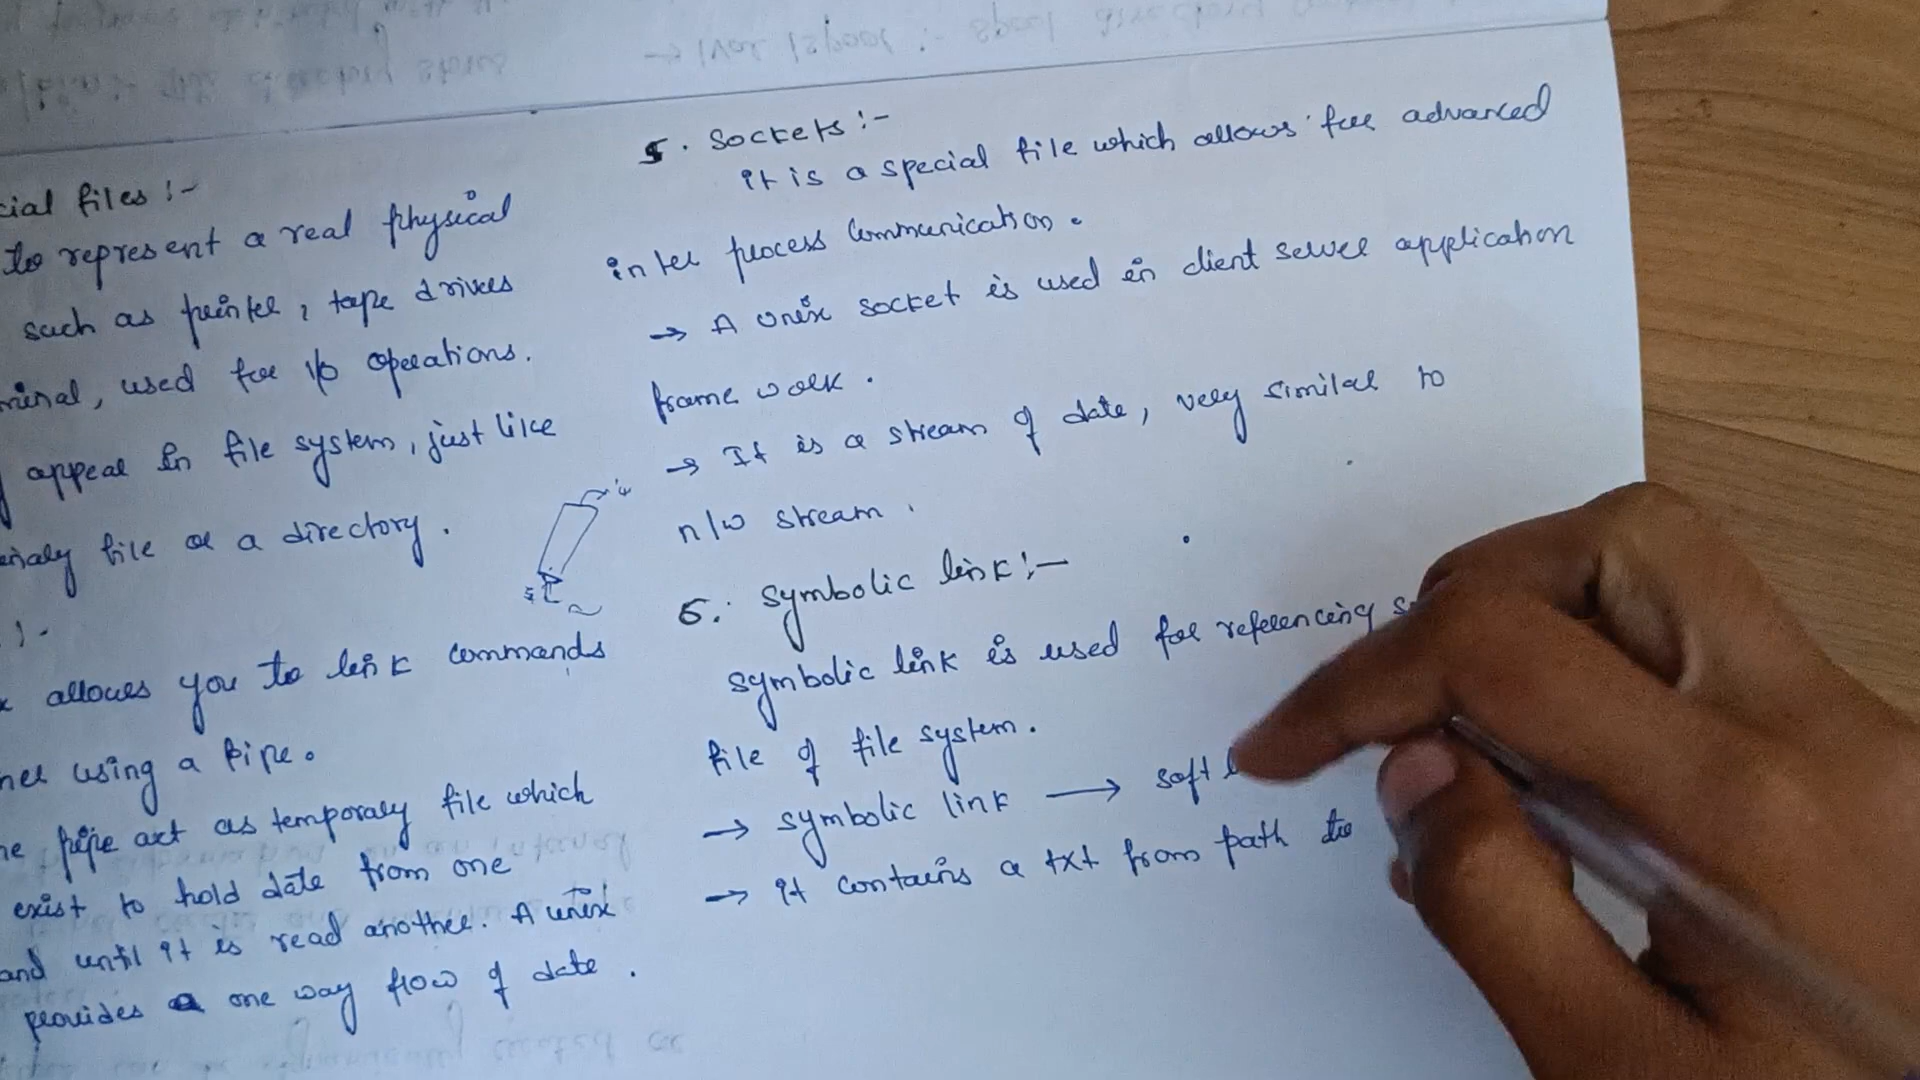 cial files :-
to represent a real physical
such as printer, tape drives
minal, used for I/O operations.
appear in file system, just like
file or a directory.
:-
x allows you to link commands
using a pipe.
pipe act as temporary file which
exist to hold date from one
and until it is read another. A unix
provides a one way flow of date.
5. Sockets :-
it is a special file which allows for advanced
inter process communication.
→ A unix socket is used in client server application
frame work.
→ It is a stream of date, very similar to
n/w stream.
6. symbolic link :-
symbolic link is used for referencing
file of file system.
→ symbolic link → soft
→ it contains a txt from path to